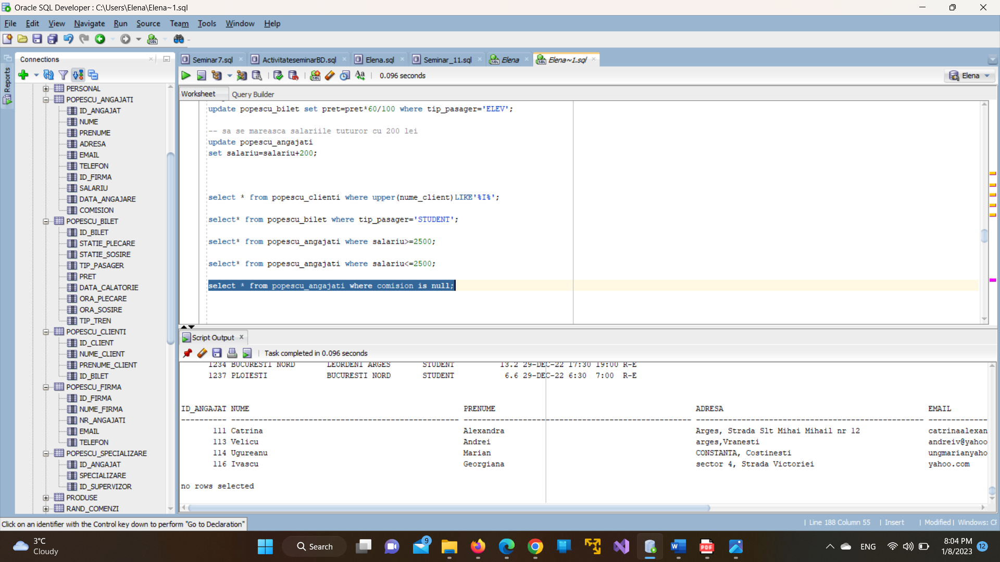 Oracle SQL Developer : C:\Users\Elena\Elena~1.sql
File Edit View Navigate Run Source Team Tools Window Help
Reports
Connections
PERSONAL
POPESCU_ANGAJATI
ID_ANGAJAT
NUME
PRENUME
ADRESA
EMAIL
TELEFON
ID_FIRMA
SALARIU
DATA_ANGAJARE
COMISION
POPESCU_BILET
ID_BILET
STATIE_PLECARE
STATIE_SOSIRE
TIP_PASAGER
PRET
DATA_CALATORIE
ORA_PLECARE
ORA_SOSIRE
TIP_TREN
POPESCU_CLIENTI
ID_CLIENT
NUME_CLIENT
PRENUME_CLIENT
ID_BILET
POPESCU_FIRMA
ID_FIRMA
NUME_FIRMA
NR_ANGAJATI
EMAIL
TELEFON
POPESCU_SPECIALIZARE
ID_ANGAJAT
SPECIALIZARE
ID_SUPERVIZOR
PRODUSE
RAND_COMENZI
Seminar7.sql ActivitateseminarBD.sql Elena.sql Seminar_11.sql Elena Elena~1.sql
0.096 seconds
Elena
Worksheet Query Builder
update popescu_bilet set pret=pret*60/100 where tip_pasager='ELEV';
-- sa se mareasca salariile tuturor cu 200 lei
update popescu_angajati
set salariu=salariu+200;
select * from popescu_clienti where upper(nume_client)LIKE'%I%';
select* from popescu_bilet where tip_pasager='STUDENT';
select* from popescu_angajati where salariu>=2500;
select* from popescu_angajati where salariu<=2500;
select * from popescu_angajati where comision is null;
Script Output
Task completed in 0.096 seconds
1234 BUCURESTI NORD LEORDENI ARGES STUDENT 13.2 29-DEC-22 17:30 19:00 R-E
1237 PLOIESTI BUCURESTI NORD STUDENT 6.6 29-DEC-22 6:30 7:00 R-E
ID_ANGAJAT NUME PRENUME ADRESA EMAIL
---------- -------------------------------------------------- -------------------------------------------------- -------------------------------------------------- -------------
111 Catrina Alexandra Arges, Strada Slt Mihai Mihail nr 12 catrinaalexan
113 Velicu Andrei arges,Vranesti andreiv@yahoo
114 Ugureanu Marian CONSTANTA, Costinesti ungmarianyaho
116 Ivascu Georgiana sector 4, Strada Victoriei yahoo.com
no rows selected
Click on an identifier with the Control key down to perform "Go to Declaration"
| Line 188 Column 55 | Insert | Modified | Windows: CF
3°C
Cloudy
Search
9
PDF
ENG
8:04 PM
1/8/2023
12